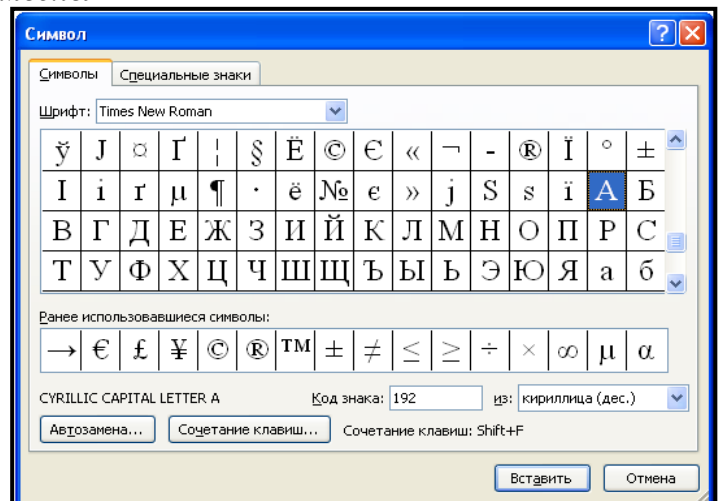 Символ
Символы Специальные знаки
Шрифт: Times New Roman
ў Ј ¤ Ґ ¦ § Ё © Є « ¬ - ® Ї ° ±
І і ґ µ ¶ · ё № є » ј Ѕ ѕ ї А Б
В Г Д Е Ж З И Й К Л М Н О П Р С
Т У Ф Х Ц Ч Ш Щ Ъ Ы Ь Э Ю Я а б
Ранее использовавшиеся символы:
→ € £ ¥ © ® ™ ± ≠ ≤ ≥ ÷ × ∞ µ α
CYRILLIC CAPITAL LETTER A Код знака: 192 из: кириллица (дес.)
Автозамена... Сочетание клавиш... Сочетание клавиш: Shift+F
Вставить Отмена